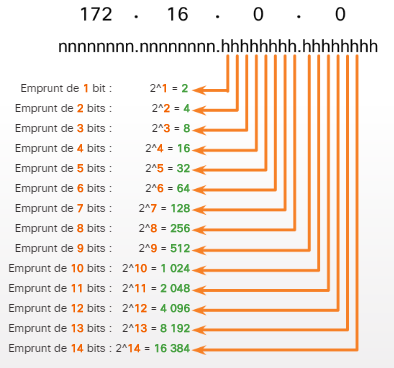 172 . 16 . 0 . 0
nnnnnnnn.nnnnnnnn.hhhhhhhh.hhhhhhhh
Emprunt de 1 bit : 2^1 = 2
Emprunt de 2 bits : 2^2 = 4
Emprunt de 3 bits : 2^3 = 8
Emprunt de 4 bits : 2^4 = 16
Emprunt de 5 bits : 2^5 = 32
Emprunt de 6 bits : 2^6 = 64
Emprunt de 7 bits : 2^7 = 128
Emprunt de 8 bits : 2^8 = 256
Emprunt de 9 bits : 2^9 = 512
Emprunt de 10 bits : 2^10 = 1 024
Emprunt de 11 bits : 2^11 = 2 048
Emprunt de 12 bits : 2^12 = 4 096
Emprunt de 13 bits : 2^13 = 8 192
Emprunt de 14 bits : 2^14 = 16 384